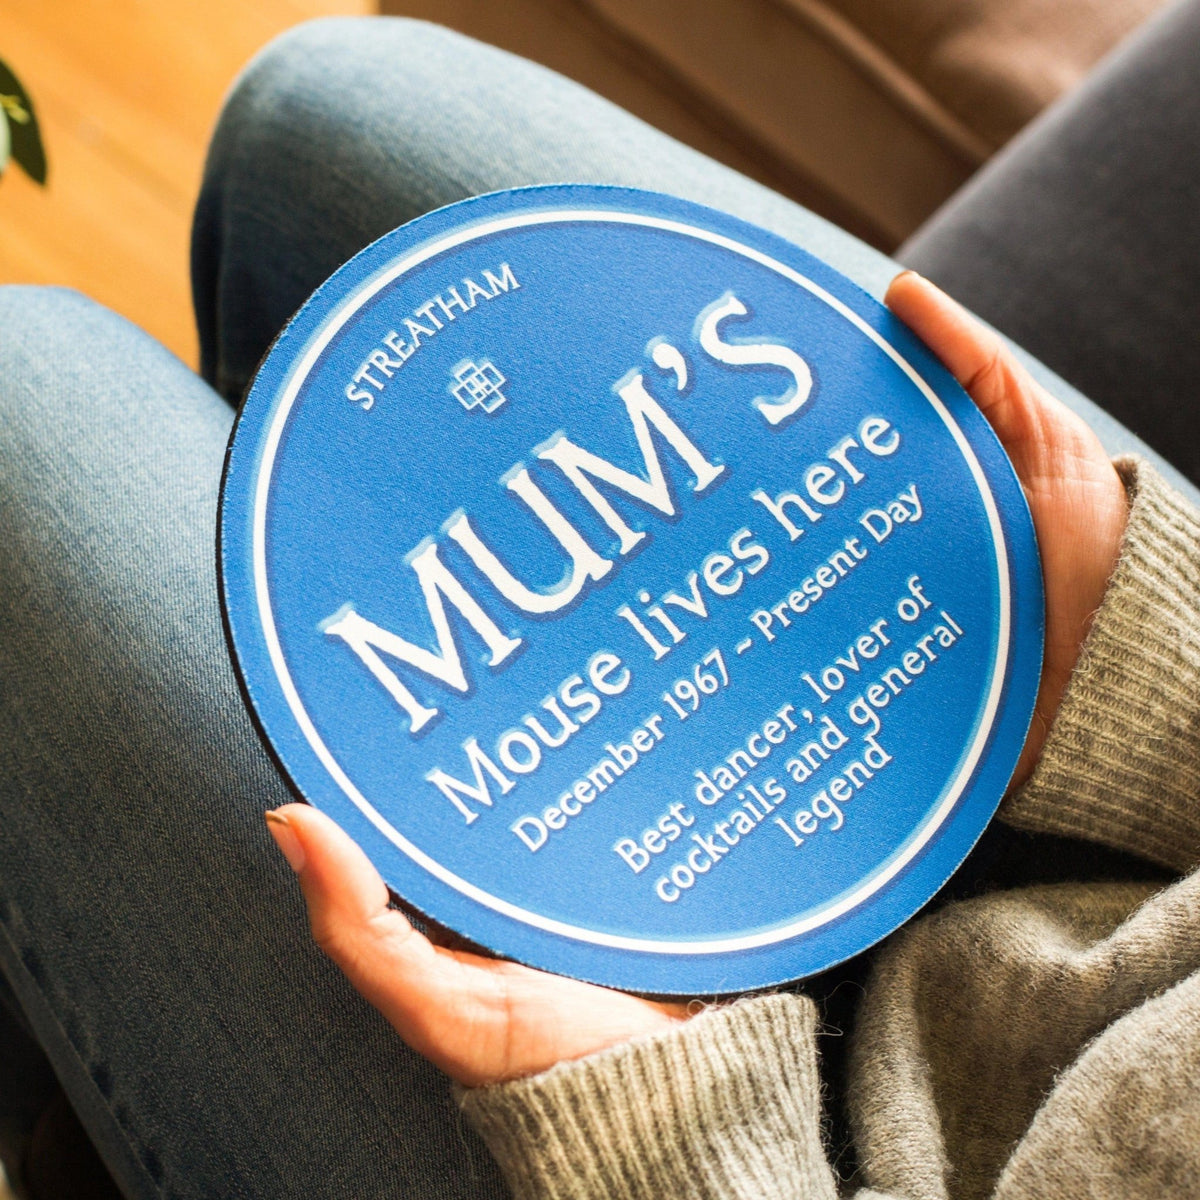 STREATHAM
MUM'S
Mouse lives here
December 1967 ~ Present Day
Best dancer, lover of
cocktails and general
legend